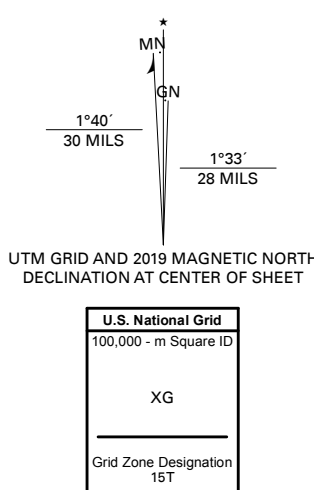 ★
MN
GN
1°40´
30 MILS
1°33´
28 MILS
UTM GRID AND 2019 MAGNETIC NORTH
DECLINATION AT CENTER OF SHEET
U.S. National Grid
100,000 - m Square ID
XG
Grid Zone Designation
15T